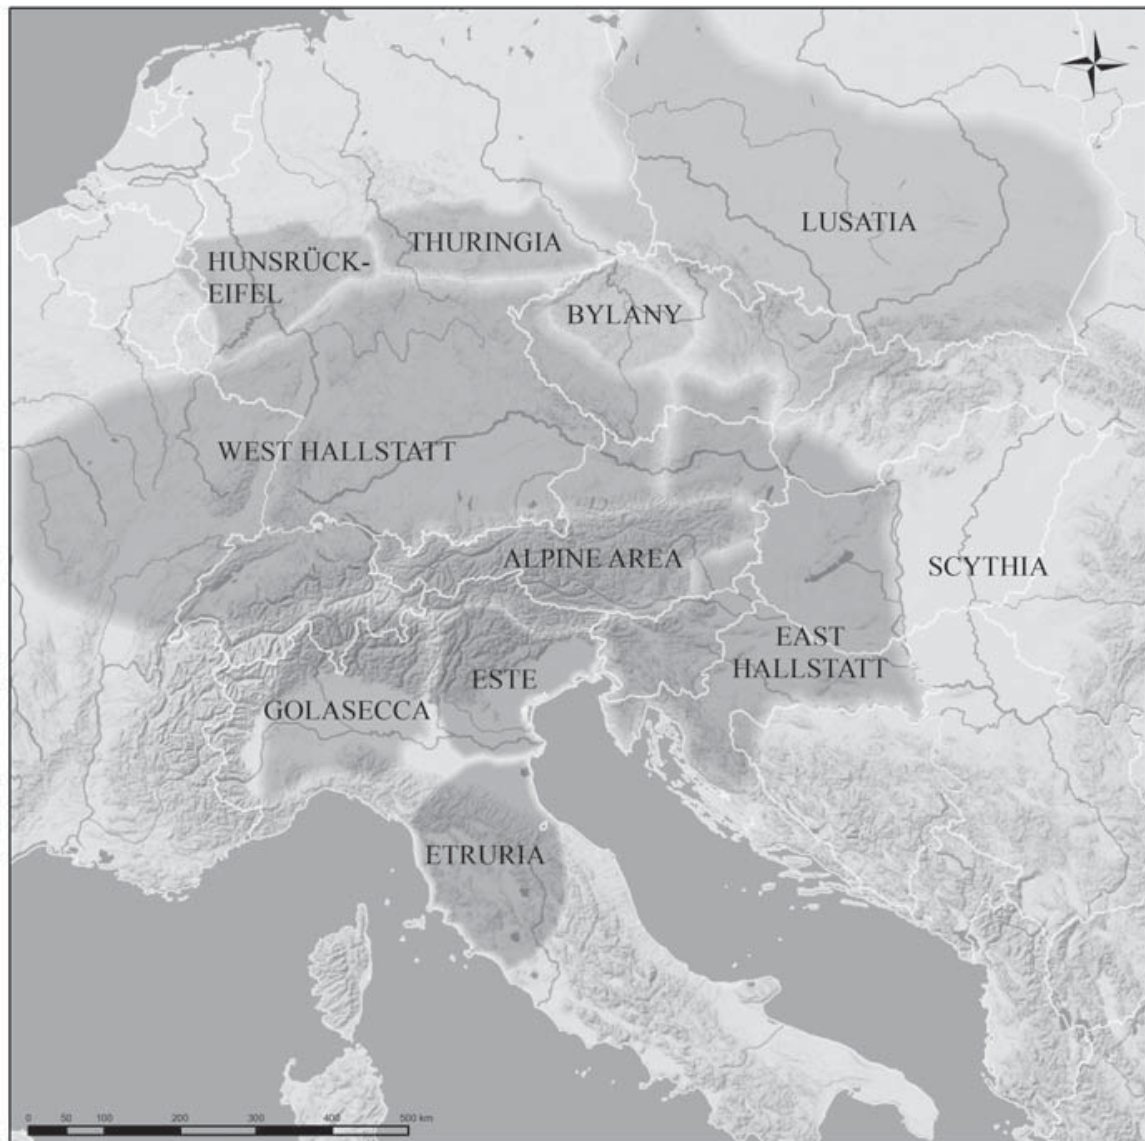 LUSATIA
THURINGIA
HUNSRÜCK-
EIFEL
BYLANY
WEST HALLSTATT
ALPINE AREA
SCYTHIA
EAST
HALLSTATT
ESTE
GOLASECCA
ETRURIA
0 50 100 200 300 400 500 km